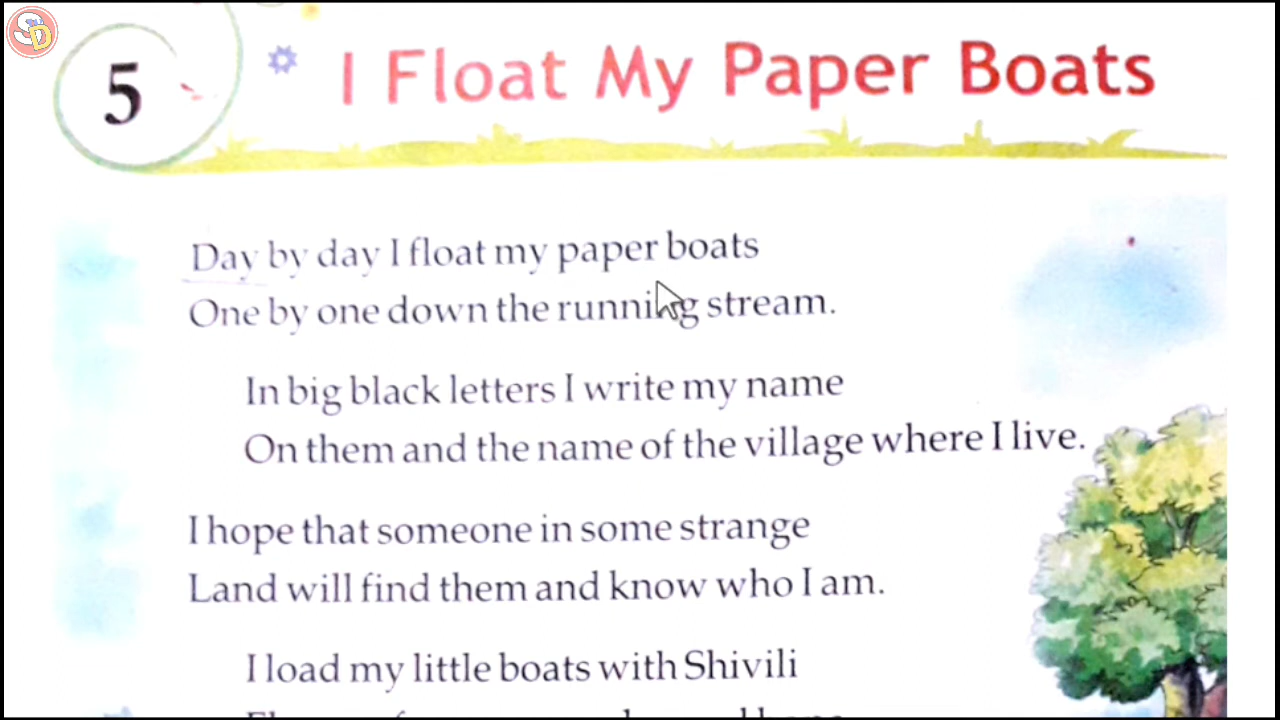 SD
5
I Float My Paper Boats
Day by day I float my paper boats
One by one down the running stream.
In big black letters I write my name
On them and the name of the village where I live.
I hope that someone in some strange
Land will find them and know who I am.
I load my little boats with Shivili